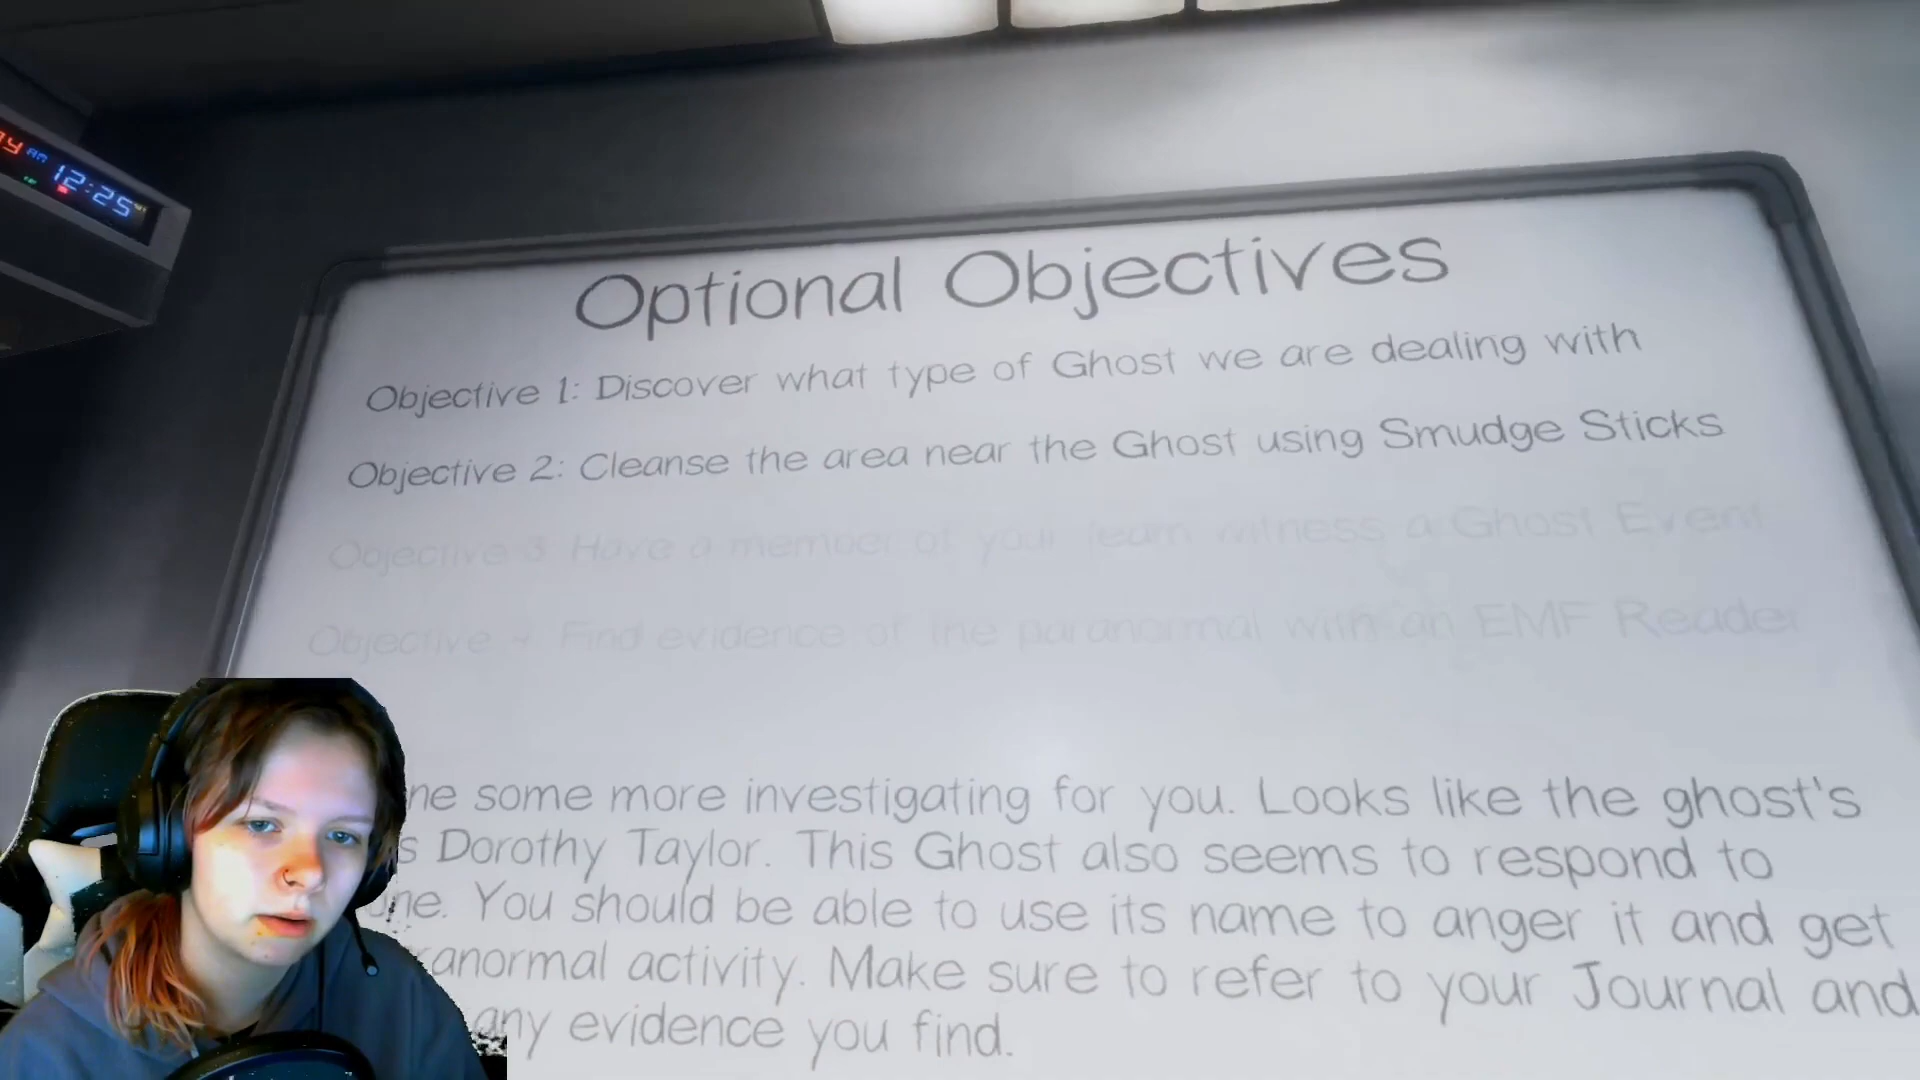 AM 12:25
Optional Objectives
Objective 1: Discover what type of Ghost we are dealing with
Objective 2: Cleanse the area near the Ghost using Smudge Sticks
Objective 3 Have a member of your team witness a Ghost Event
Objective 4 Find evidence of the paranormal with an EMF Reader
some more investigating for you. Looks like the ghost's
Dorothy Taylor. This Ghost also seems to respond to
You should be able to use its name to anger it and get
activity. Make sure to refer to your Journal and
any evidence you find.